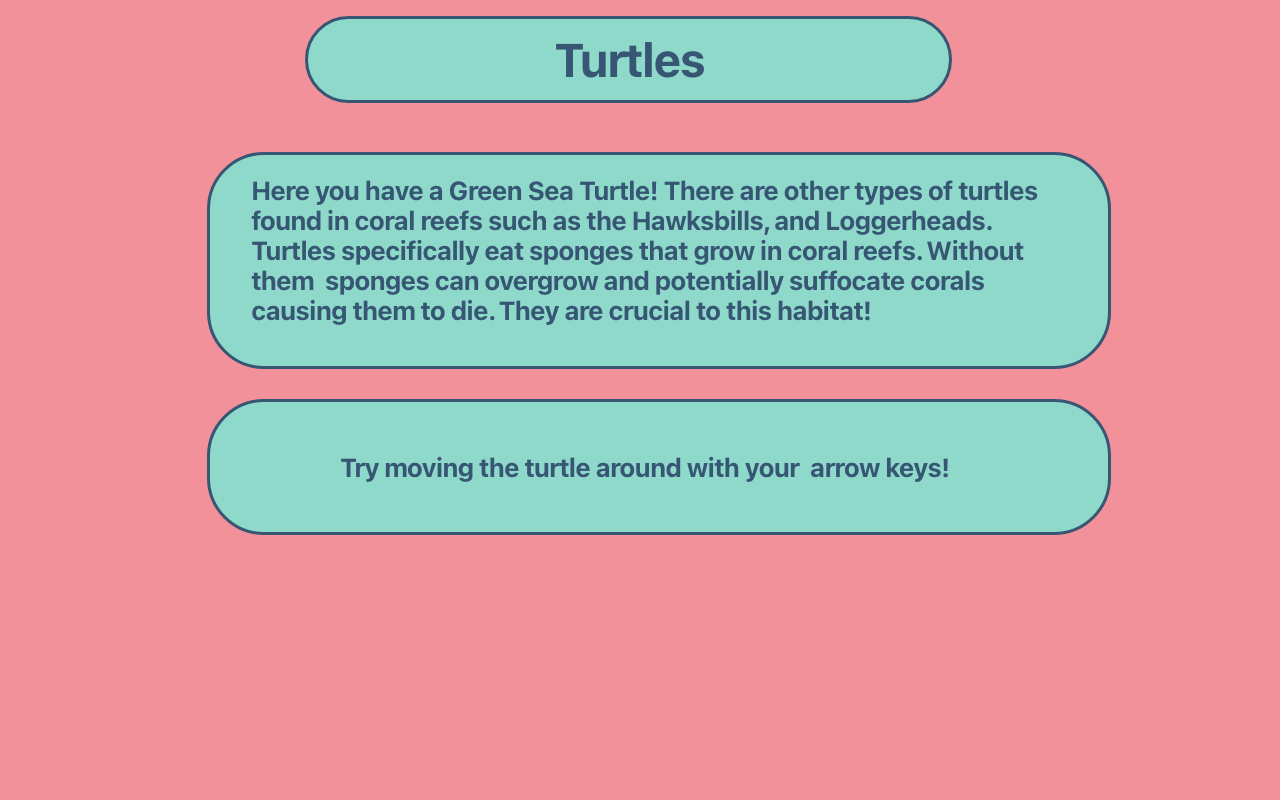 Turtles
Here you have a Green Sea Turtle! There are other types of turtles
found in coral reefs such as the Hawksbills, and Loggerheads.
Turtles specifically eat sponges that grow in coral reefs. Without
them  sponges can overgrow and potentially suffocate corals
causing them to die. They are crucial to this habitat!
Try moving the turtle around with your  arrow keys!